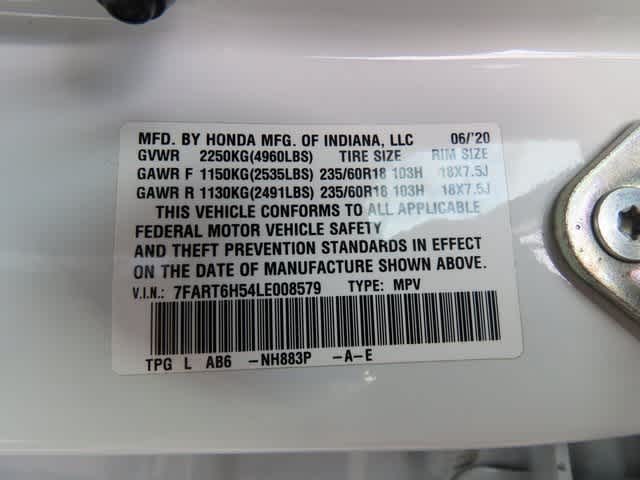 MFD. BY HONDA MFG. OF INDIANA, LLC 06/'20
GVWR 2250KG(4960LBS) TIRE SIZE RIM SIZE
GAWR F 1150KG(2535LBS) 235/60R18 103H 18X7.5J
GAWR R 1130KG(2491LBS) 235/60R18 103H 18X7.5J
THIS VEHICLE CONFORMS TO ALL APPLICABLE
FEDERAL MOTOR VEHICLE SAFETY
AND THEFT PREVENTION STANDARDS IN EFFECT
ON THE DATE OF MANUFACTURE SHOWN ABOVE.
V.I.N.: 7FART6H54LE008579 TYPE: MPV
TPG L AB6 -NH883P -A-E